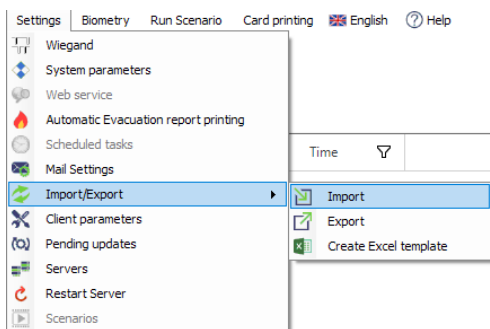 Settings Biometry Run Scenario Card printing English Help
Wiegand
System parameters
Web service
Automatic Evacuation report printing
Scheduled tasks
Time
Mail Settings
Import/Export
Import
Client parameters
Export
Pending updates
Create Excel template
Servers
Restart Server
Scenarios